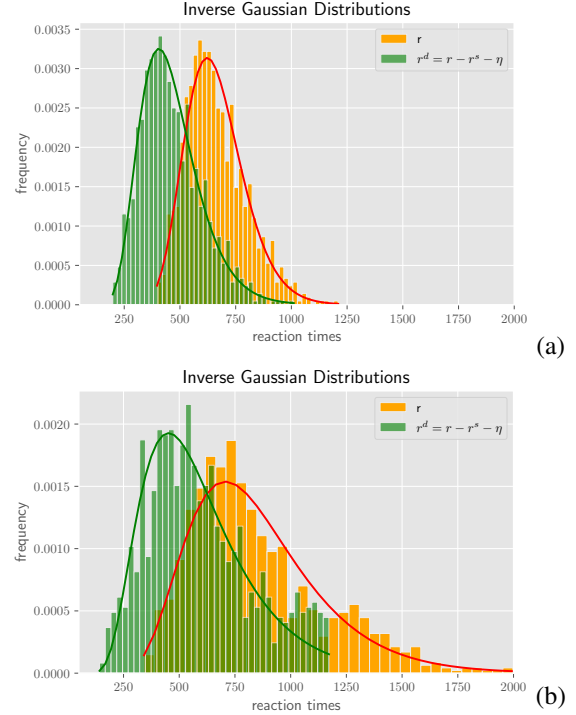 Inverse Gaussian Distributions
0.0035
0.0030
0.0025
0.0020
0.0015
0.0010
0.0005
0.0000
frequency
r
r^d = r − r^s − η
250 500 750 1000 1250 1500 1750 2000
reaction times
(a)
Inverse Gaussian Distributions
0.0020
0.0015
0.0010
0.0005
0.0000
frequency
r
r^d = r − r^s − η
250 500 750 1000 1250 1500 1750 2000
reaction times
(b)